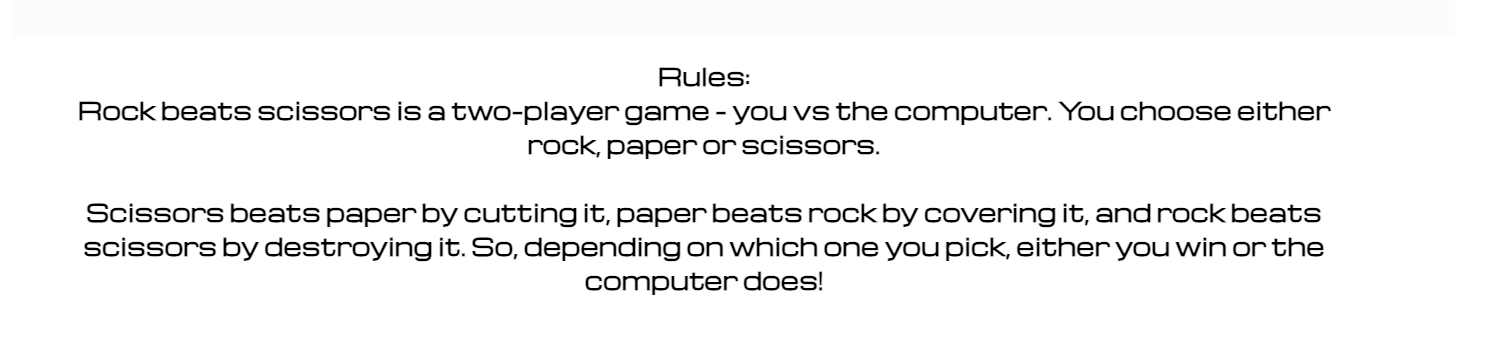 Rules:
Rock beats scissors is a two-player game - you vs the computer. You choose either
rock, paper or scissors.
Scissors beats paper by cutting it, paper beats rock by covering it, and rock beats
scissors by destroying it. So, depending on which one you pick, either you win or the
computer does!